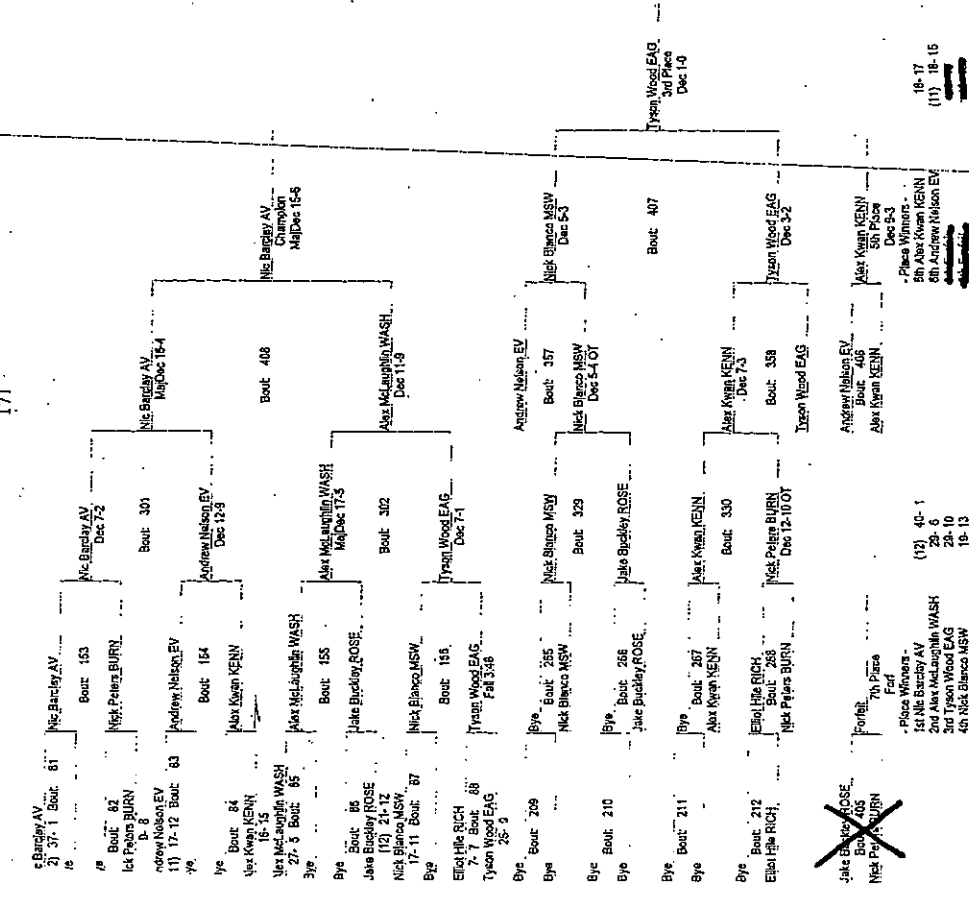 171
c Barclay AV
2) 37- 1 Bout 81
Nic Barclay AV
Bout 153
Bout 82
Ick Peters BURN
0- 8
Nick Peters BURN
Nic Barclay AV
Dec 7-2
Bout: 301
ndrew Nelson EV
11) 17-12 Bout 83
Andrew Nelson EV
Bout 154
Bout 84
Alex Kwan KENN
16- 15
Alex Kwan KENN
Andrew Nelson EV
Dec 12-9
Nic Barclay AV
MajDec 16-4
Bout: 408
Alex McLaughlin WASH
27- 5 Bout 85
Bye
Alex McLaughlin WASH
Bout 155
Bye
Bout 86
Jake Buckley ROSE
(12) 21- 12
Jake Buckley ROSE
Alex McLaughlin WASH
MajDec 17-5
Bout: 302
Nick Blanco MSW
17- 11 Bout 87
Bye
Nick Blanco MSW
Bout 156
Elliot Hile RICH
7- 7 Bout 88
Tyson Wood EAG
25- 9
Tyson Wood EAG
Fall 3:48
Tyson Wood EAG
Dec 7-1
Alex McLaughlin WASH
Dec 11-9
Nic Barclay AV
Champion
MajDec 15-6
Bye
Bout 209
Bye
Bye
Bout 265
Nick Blanco MSW
Nick Blanco MSW
Bout 329
Bye
Bout 210
Bye
Bye
Bout 266
Jake Buckley ROSE
Jake Buckley ROSE
Andrew Nelson EV
Bout: 357
Nick Blanco MSW
Dec 5-4 OT
Nick Blanco MSW
Dec 5-3
Bout: 407
Bye
Bout 211
Bye
Bye
Bout 267
Alex Kwan KENN
Alex Kwan KENN
Bout 330
Bye
Bout 212
Elliot Hile RICH
Elliot Hile RICH
Bout 268
Nick Peters BURN
Nick Peters BURN
Dec 12-10 OT
Alex Kwan KENN
Dec 7-3
Bout 358
Tyson Wood EAG
Tyson Wood EAG
Dec 3-2
Tyson Wood EAG
3rd Place
Dec 1-0
Jake Buckley ROSE
Bout 405
Nick Peters BURN
Forfeit
7th Place
Forf
Andrew Nelson EV
Bout: 406
Alex Kwan KENN
Alex Kwan KENN
5th Place
Dec 9-3
- Place Winners -
1st Nic Barclay AV (12) 40- 1
2nd Alex McLaughlin WASH 29- 6
3rd Tyson Wood EAG 29- 10
4th Nick Blanco MSW 19- 13
- Place Winners -
5th Alex Kwan KENN 18- 17
6th Andrew Nelson EV (11) 18- 15